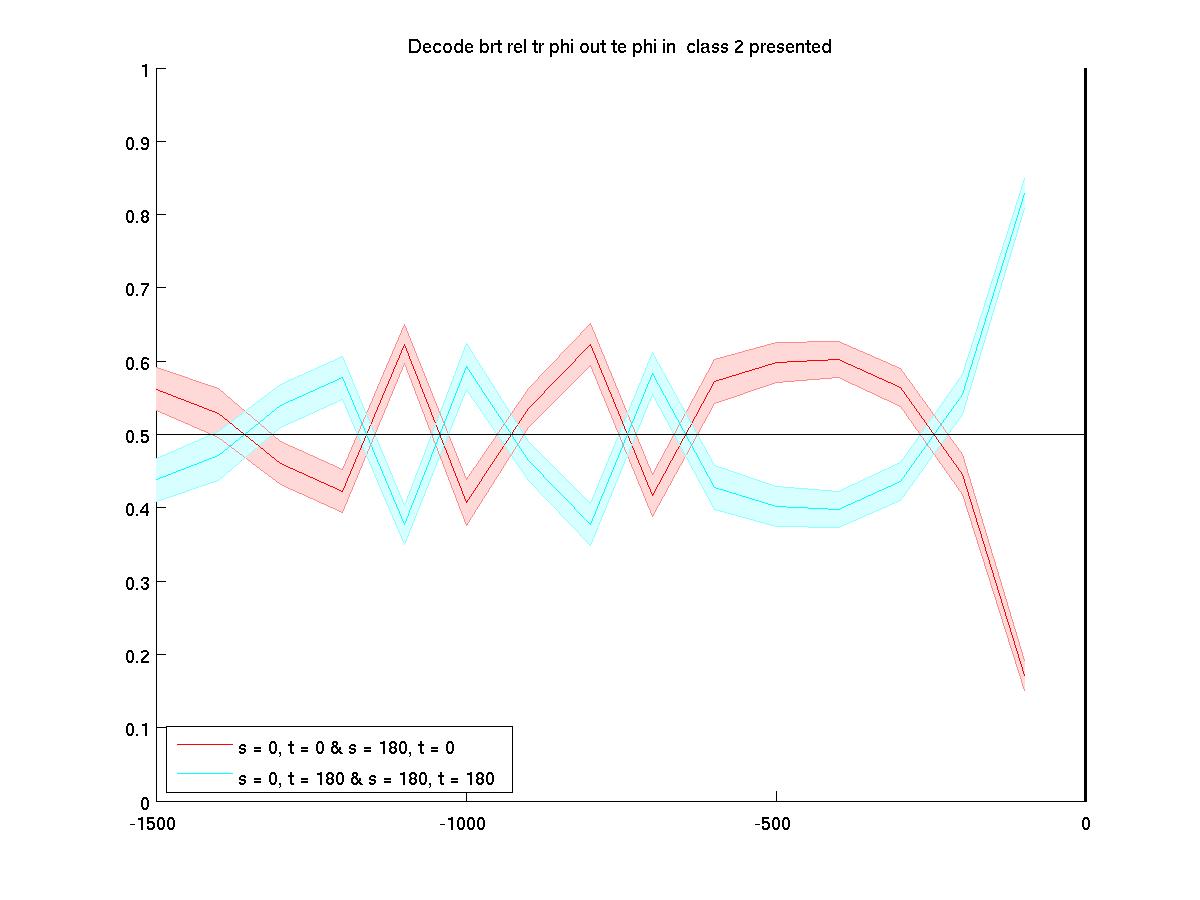 Decode brt rel tr phi out te phi in  class 2 presented
1
0.9
0.8
0.7
0.6
0.5
0.4
0.3
0.2
0.1
0
s = 0, t = 0 & s = 180, t = 0
s = 0, t = 180 & s = 180, t = 180
-1500 -1000 -500 0